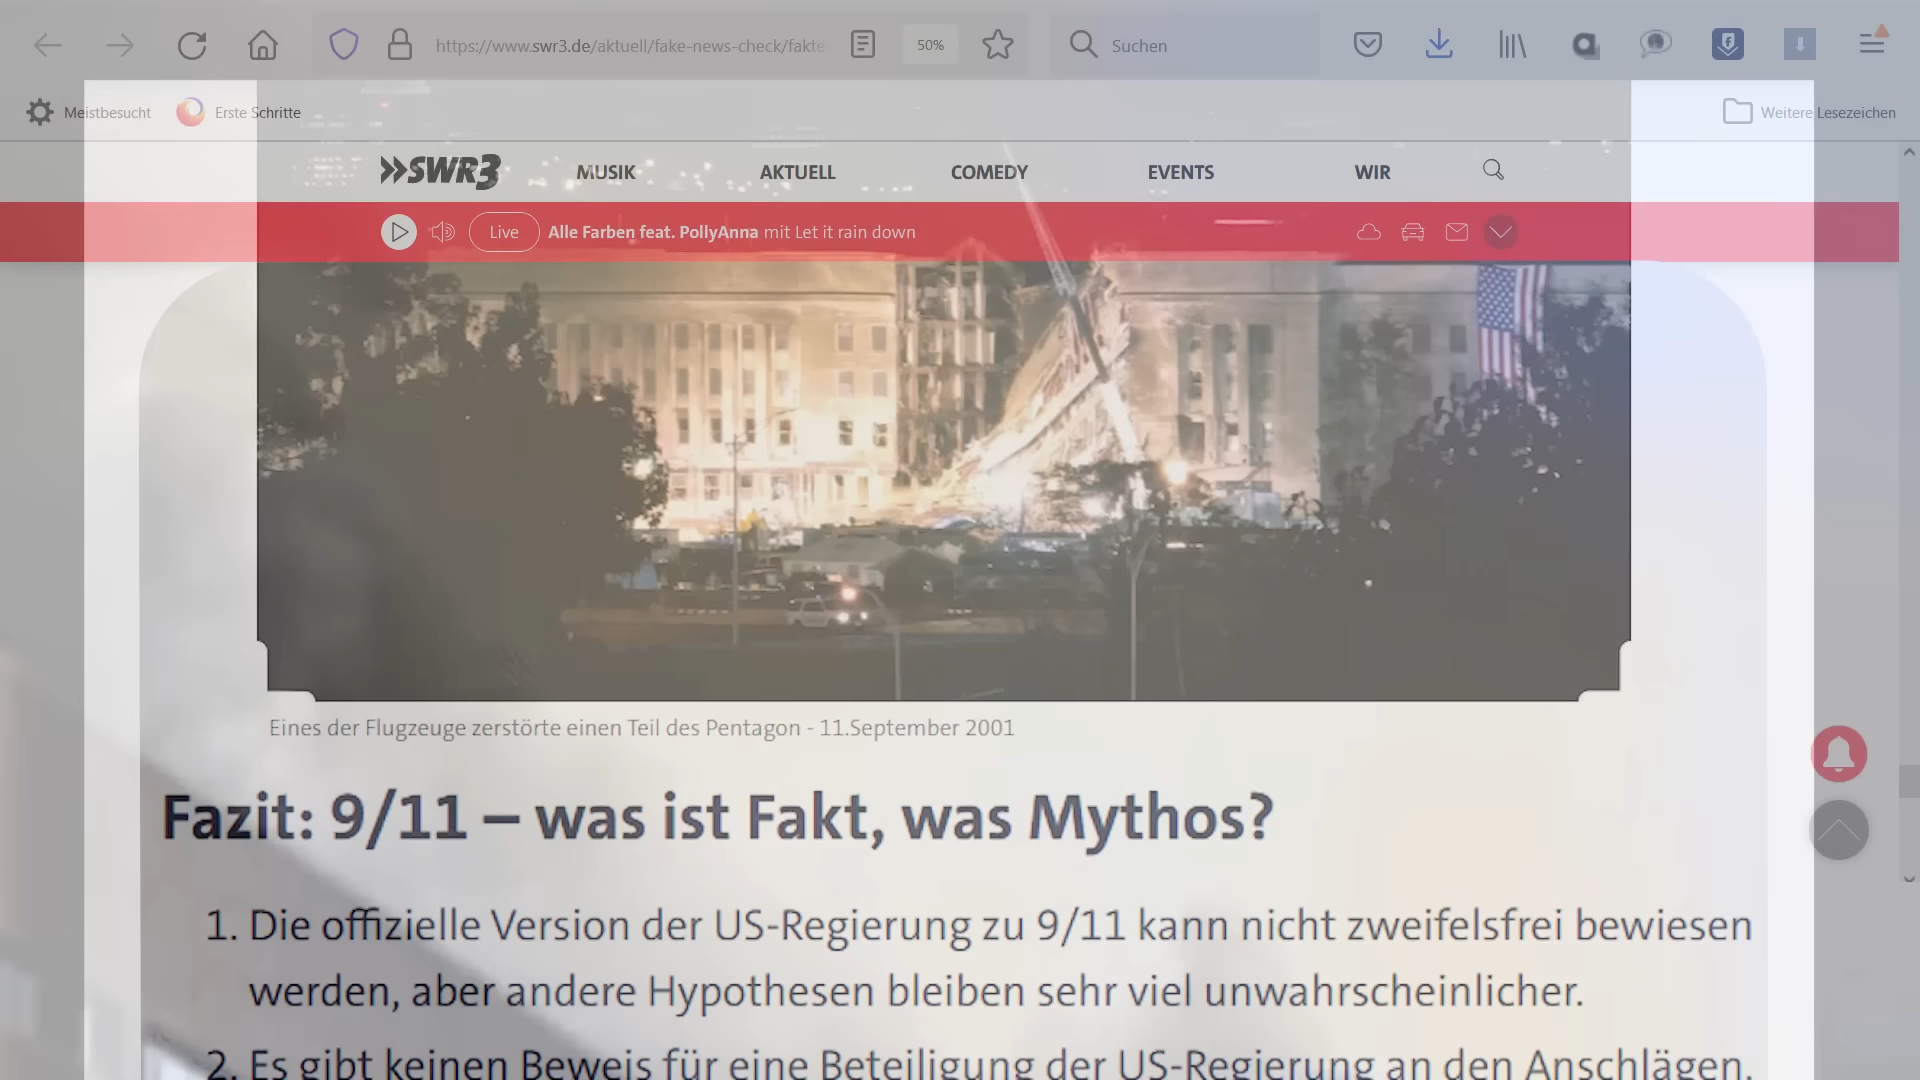 https://www.swr3.de/aktuell/fake-news-check/fakte
50%
Suchen
Meistbesucht
Erste Schritte
Weitere Lesezeichen
SWR3
MUSIK
AKTUELL
COMEDY
EVENTS
WIR
Live
Alle Farben feat. PollyAnna mit Let it rain down
Eines der Flugzeuge zerstörte einen Teil des Pentagon - 11.September 2001
Fazit: 9/11 – was ist Fakt, was Mythos?
1. Die offizielle Version der US-Regierung zu 9/11 kann nicht zweifelsfrei bewiesen
werden, aber andere Hypothesen bleiben sehr viel unwahrscheinlicher.
2. Es gibt keinen Beweis für eine Beteiligung der US-Regierung an den Anschlägen.